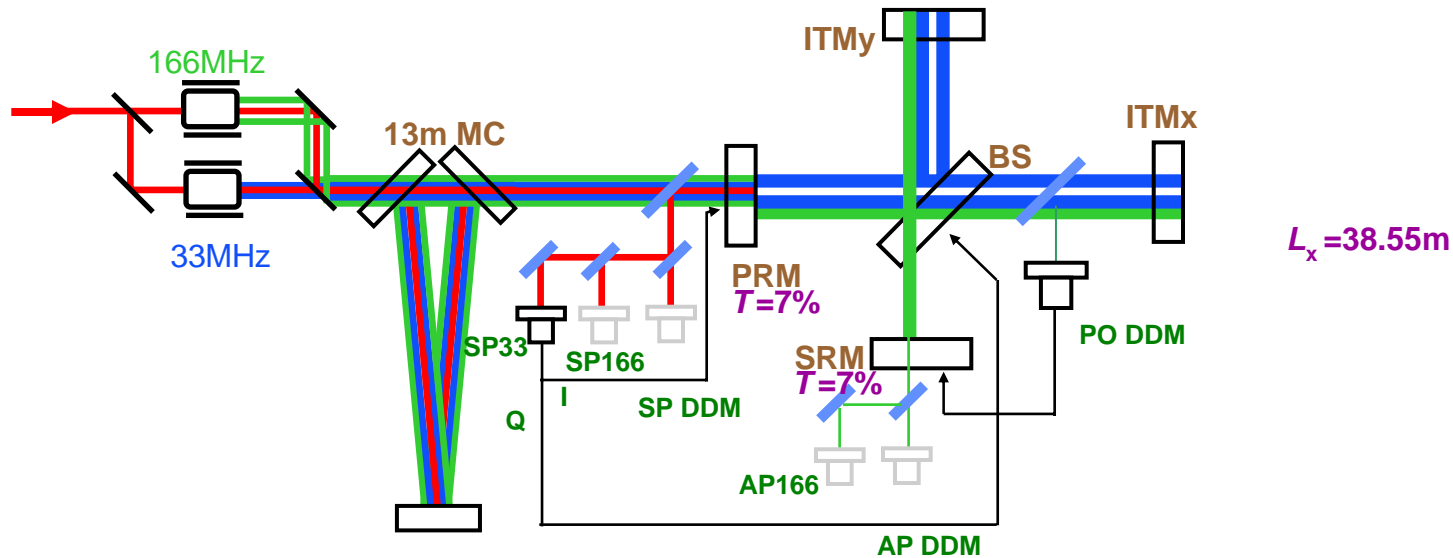 ITMy
166MHz
ITMx
13m MC
BS
33MHz
L x =38.55m
PRM
T =7%
PO DDM
SP33
SP166
SRM
T =7%
I
SP DDM
Q
AP166
AP DDM